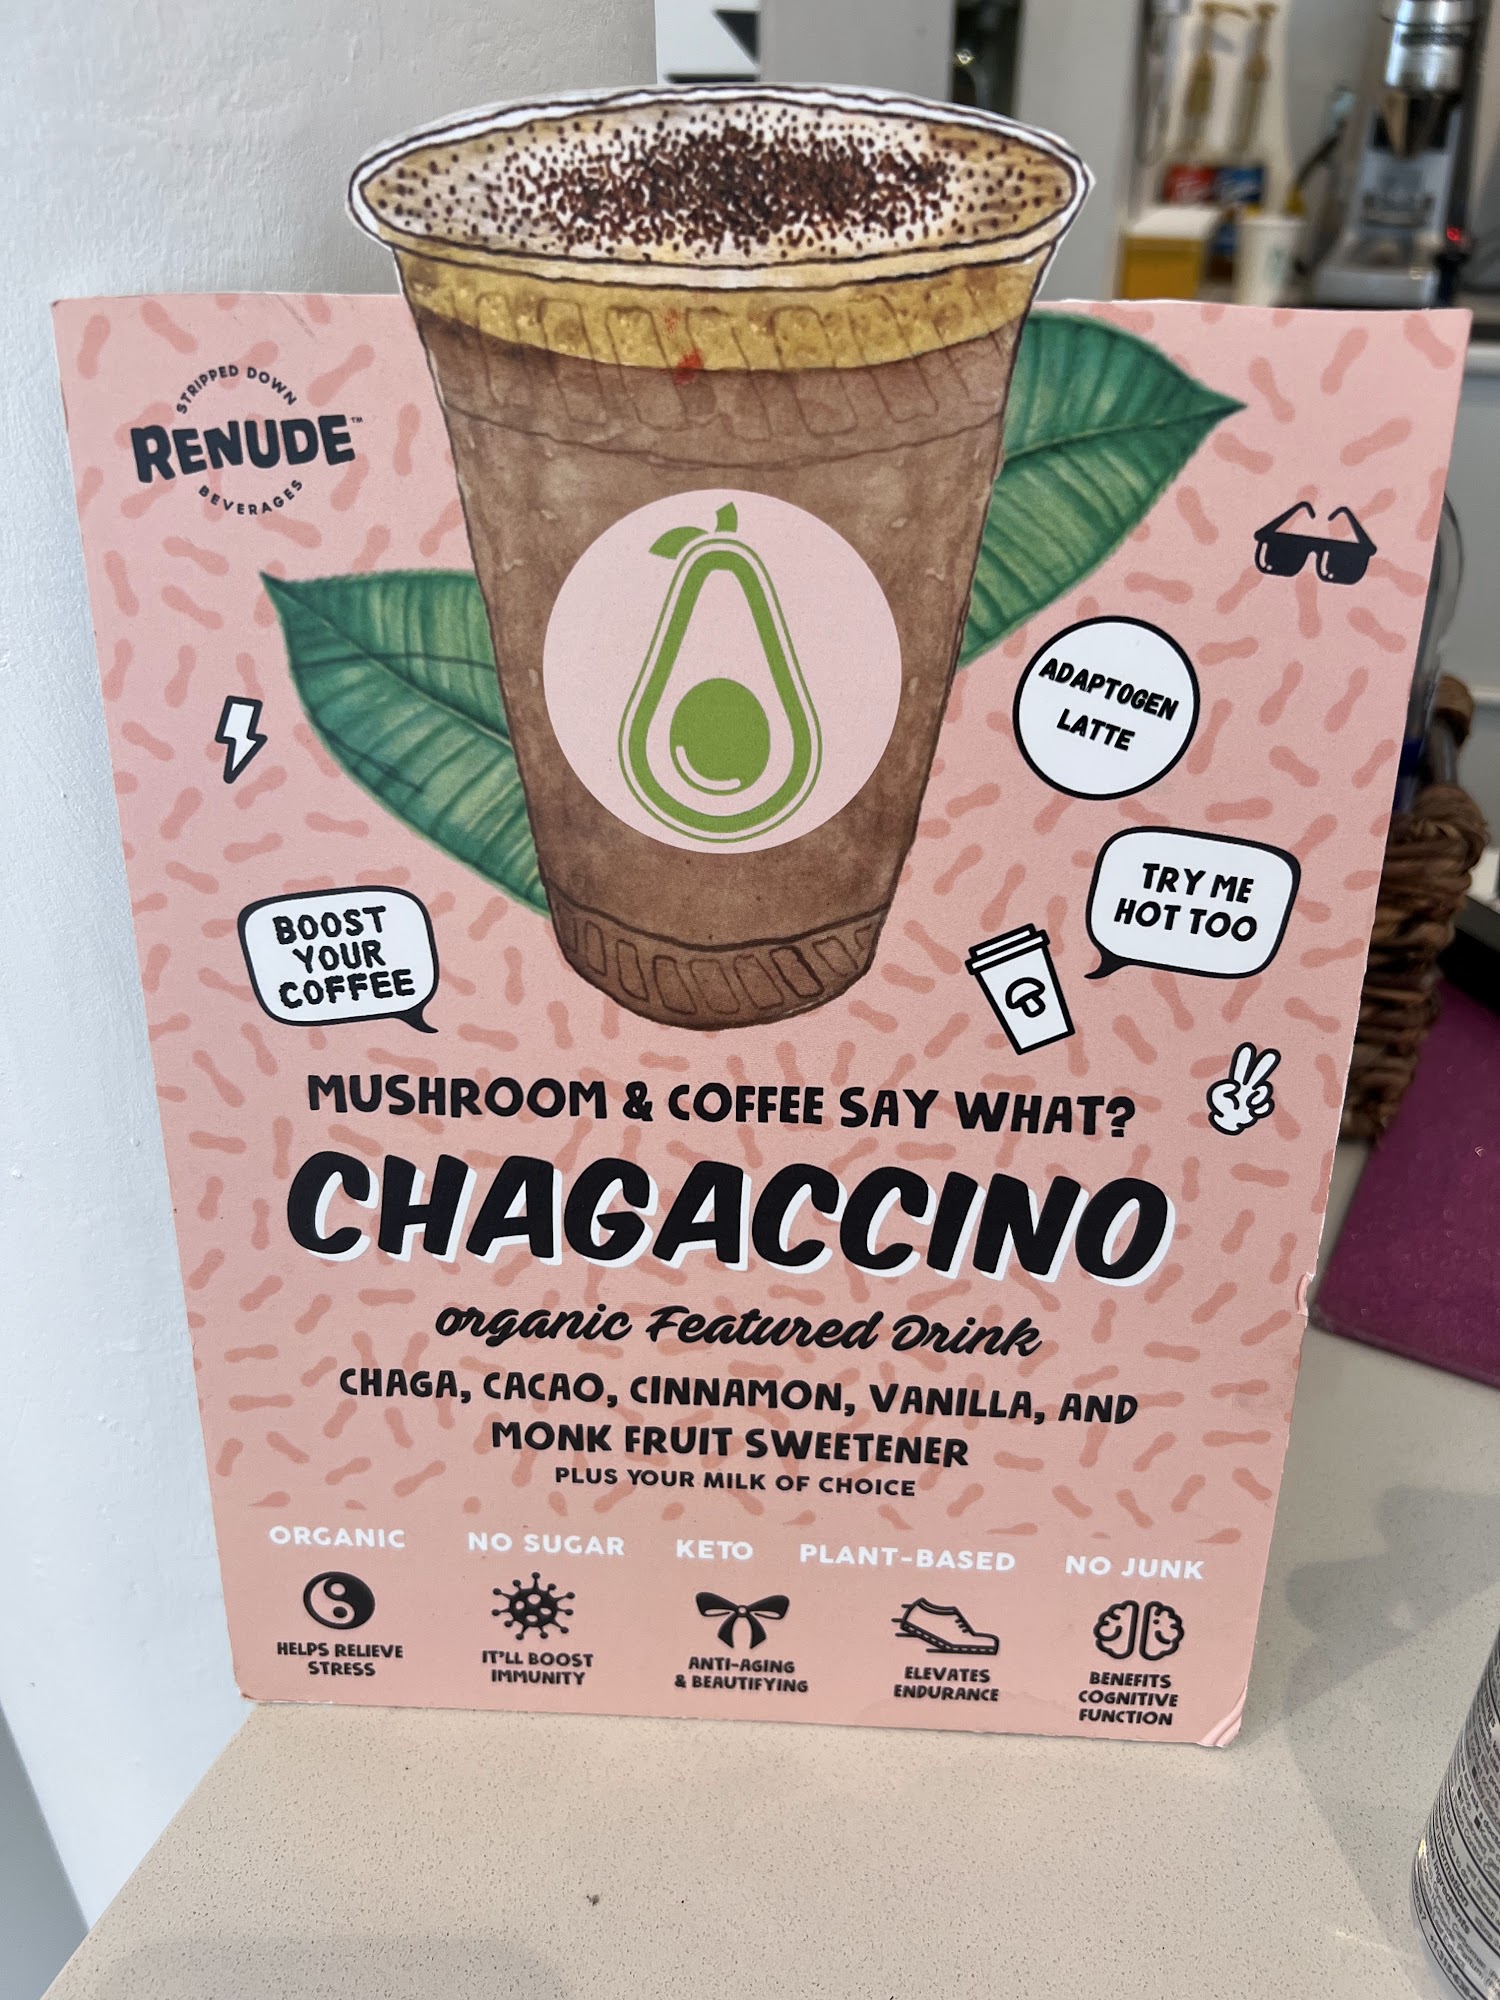 STRIPPED DOWN
RENUDE™
BEVERAGES
ADAPTOGEN
LATTE
TRY ME
HOT TOO
BOOST
YOUR
COFFEE
MUSHROOM & COFFEE SAY WHAT?
CHAGACCINO
organic Featured Drink
CHAGA, CACAO, CINNAMON, VANILLA, AND
MONK FRUIT SWEETENER
PLUS YOUR MILK OF CHOICE
ORGANIC NO SUGAR KETO PLANT-BASED NO JUNK
HELPS RELIEVE
STRESS
IT'LL BOOST
IMMUNITY
ANTI-AGING
& BEAUTIFYING
ELEVATES
ENDURANCE
BENEFITS
COGNITIVE
FUNCTION